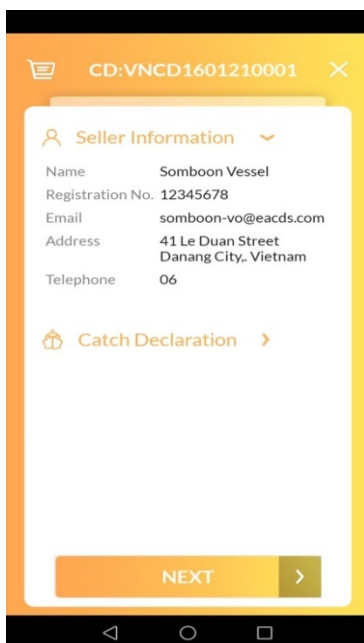 CD:VNCD1601210001
Seller Information
Name Somboon Vessel
Registration No. 12345678
Email somboon-vo@eacds.com
Address 41 Le Duan Street
Danang City,. Vietnam
Telephone 06
Catch Declaration
NEXT